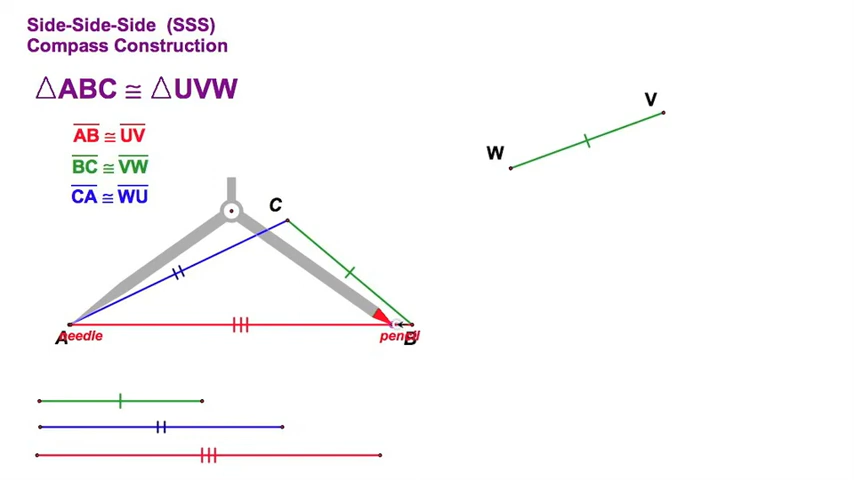 Side-Side-Side (SSS)
Compass Construction
△ABC ≅ △UVW
AB ≅ UV
BC ≅ VW
CA ≅ WU
V
W
C
A
needle
pencil
B